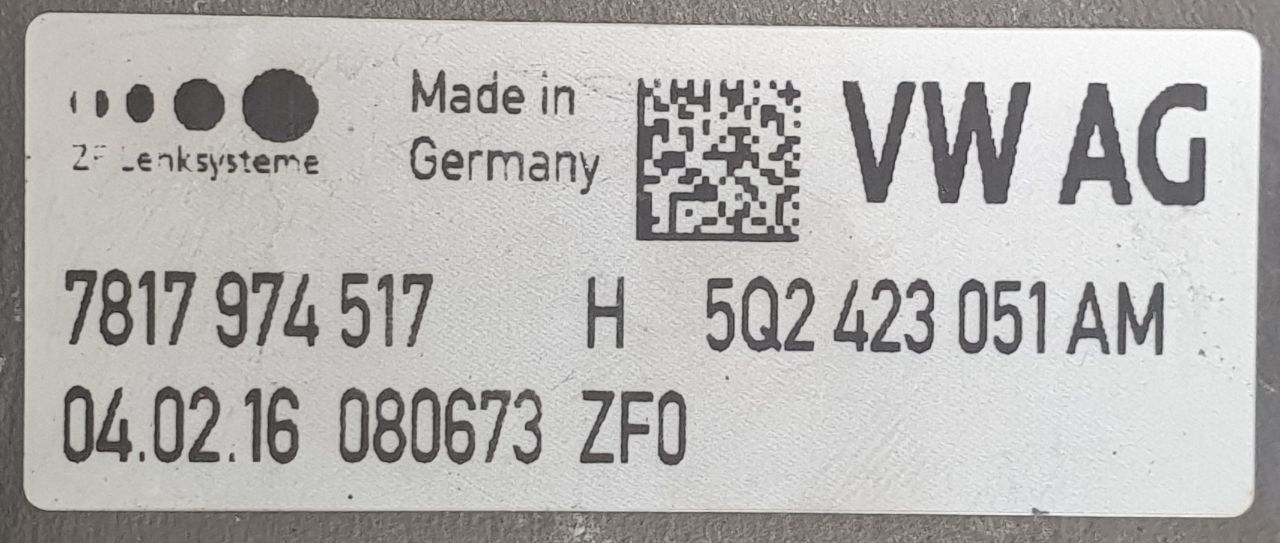 ZF Lenksysteme
Made in
Germany
VW AG
7817 974 517 H 5Q2 423 051 AM
04.02.16 080673 ZF0